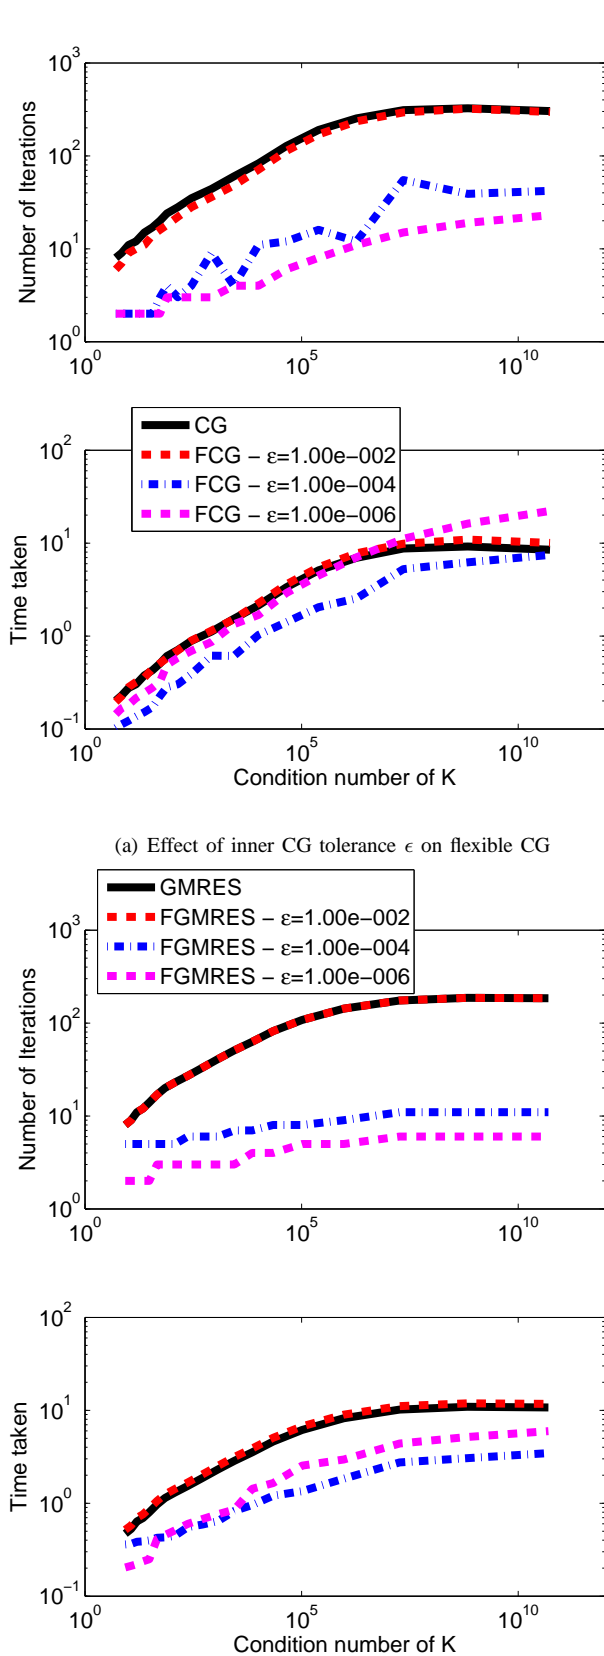 10^3
10^2
10^1
10^0
Number of Iterations
10^0 10^5 10^10
CG
FCG − ε=1.00e−002
FCG − ε=1.00e−004
FCG − ε=1.00e−006
10^2
10^1
10^0
10^−1
Time taken
10^0 10^5 10^10
Condition number of K
(a) Effect of inner CG tolerance ϵ on flexible CG
GMRES
FGMRES − ε=1.00e−002
FGMRES − ε=1.00e−004
FGMRES − ε=1.00e−006
10^3
10^2
10^1
10^0
Number of Iterations
10^0 10^5 10^10
10^2
10^1
10^0
10^−1
Time taken
10^0 10^5 10^10
Condition number of K